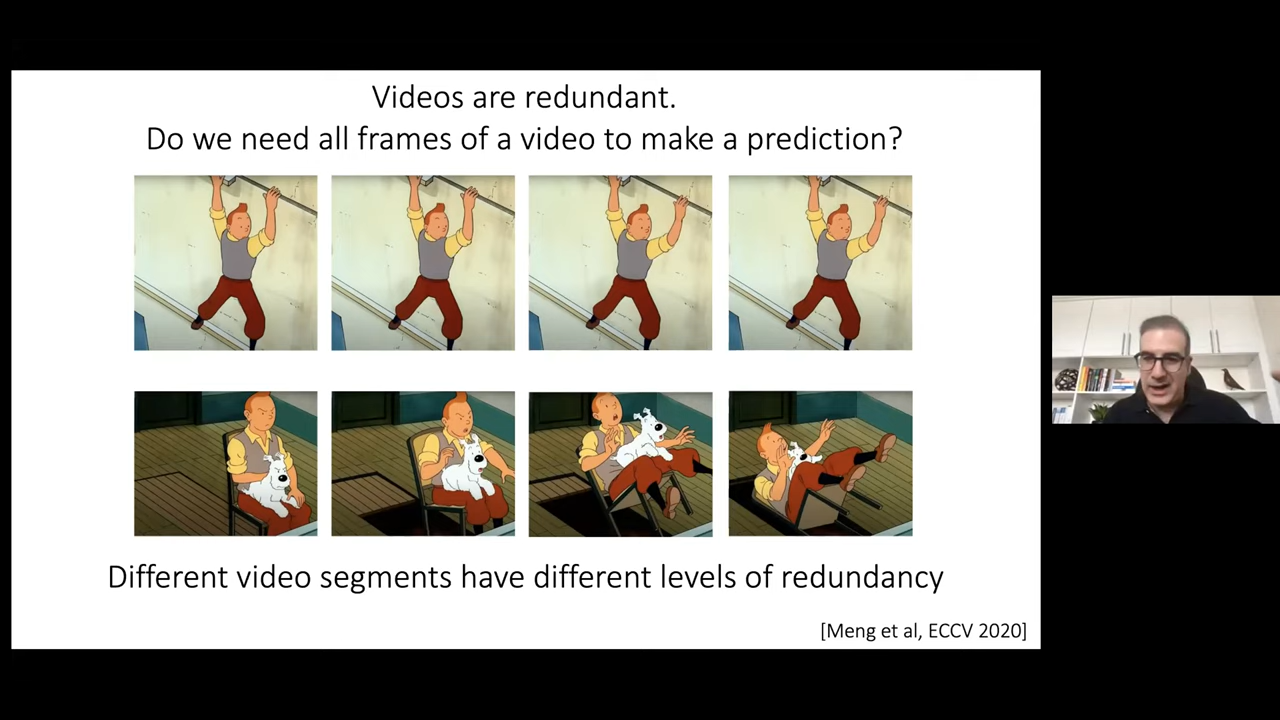 Videos are redundant.
Do we need all frames of a video to make a prediction?
Different video segments have different levels of redundancy
[Meng et al, ECCV 2020]